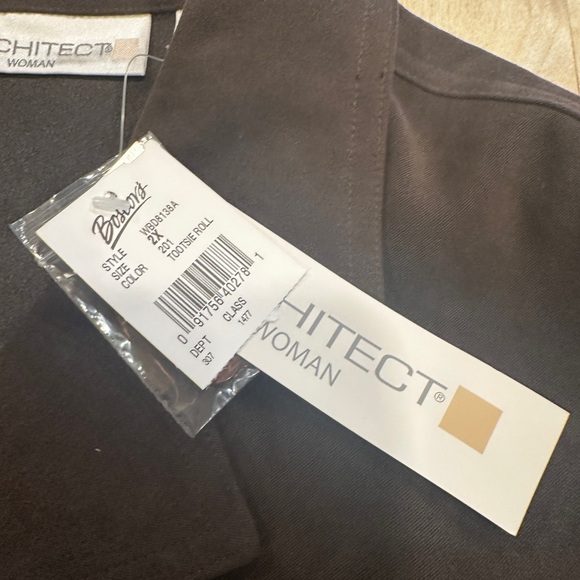 CHITECT®
WOMAN
Boscov's
STYLE WBD8138A
SIZE 2X
COLOR 201
TOOTSIE ROLL
0 91756 40278 1
DEPT CLASS
307 1477
HITECT®
WOMAN